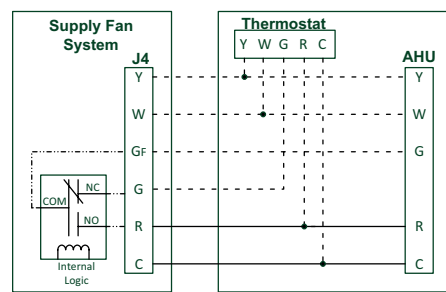 Supply Fan
System
J4
Thermostat
Y W G R C
AHU
Y
Y
W
W
GF
G
G
NC
COM
NO
R
R
C
C
Internal
Logic